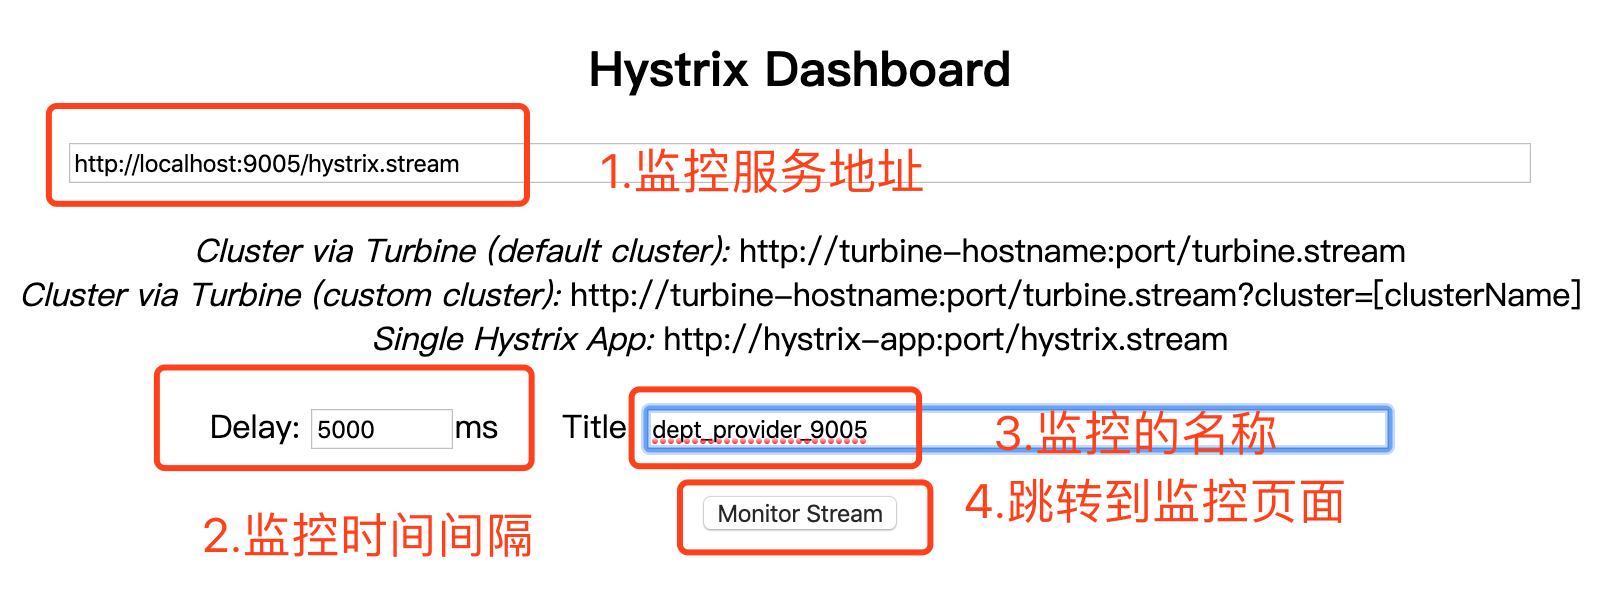 Hystrix Dashboard
http://localhost:9005/hystrix.stream
1.监控服务地址
Cluster via Turbine (default cluster): http://turbine-hostname:port/turbine.stream
Cluster via Turbine (custom cluster): http://turbine-hostname:port/turbine.stream?cluster=[clusterName]
Single Hystrix App: http://hystrix-app:port/hystrix.stream
Delay: 5000 ms
Title dept_provider_9005
3.监控的名称
2.监控时间间隔
Monitor Stream
4.跳转到监控页面